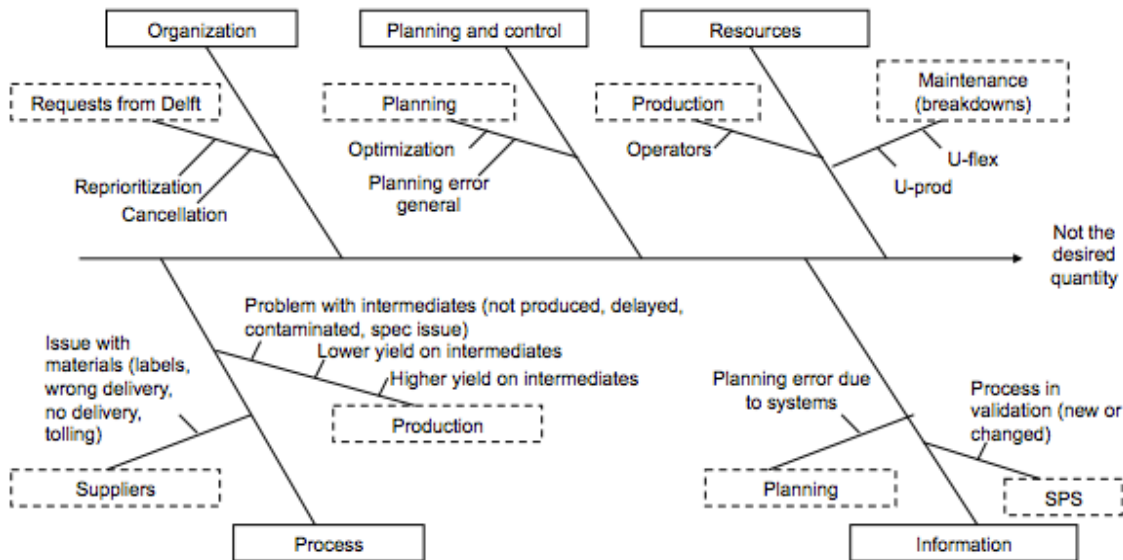 Organization
Planning and control
Resources
Requests from Delft
Planning
Production
Maintenance
(breakdowns)
Optimization
Operators
U-flex
Reprioritization
Planning error
general
U-prod
Cancellation
Not the
desired
quantity
Problem with intermediates (not produced, delayed,
contaminated, spec issue)
Issue with
materials (labels,
wrong delivery,
no delivery,
tolling)
Lower yield on intermediates
Higher yield on intermediates
Production
Suppliers
Process
Planning error due
to systems
Process in
validation (new or
changed)
Planning
SPS
Information